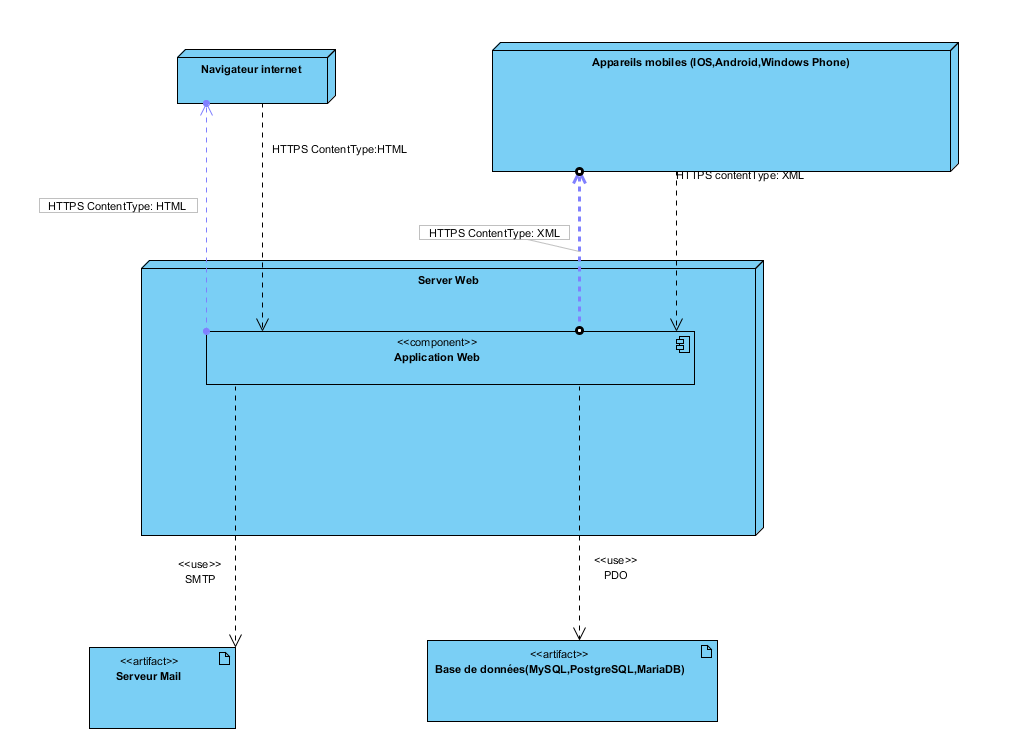 Navigateur internet
Appareils mobiles (IOS,Android,Windows Phone)
HTTPS ContentType:HTML
HTTPS contentType: XML
HTTPS ContentType: HTML
HTTPS ContentType: XML
Server Web
<<component>>
Application Web
<<use>>
SMTP
<<use>>
PDO
<<artifact>>
Serveur Mail
<<artifact>>
Base de données(MySQL,PostgreSQL,MariaDB)